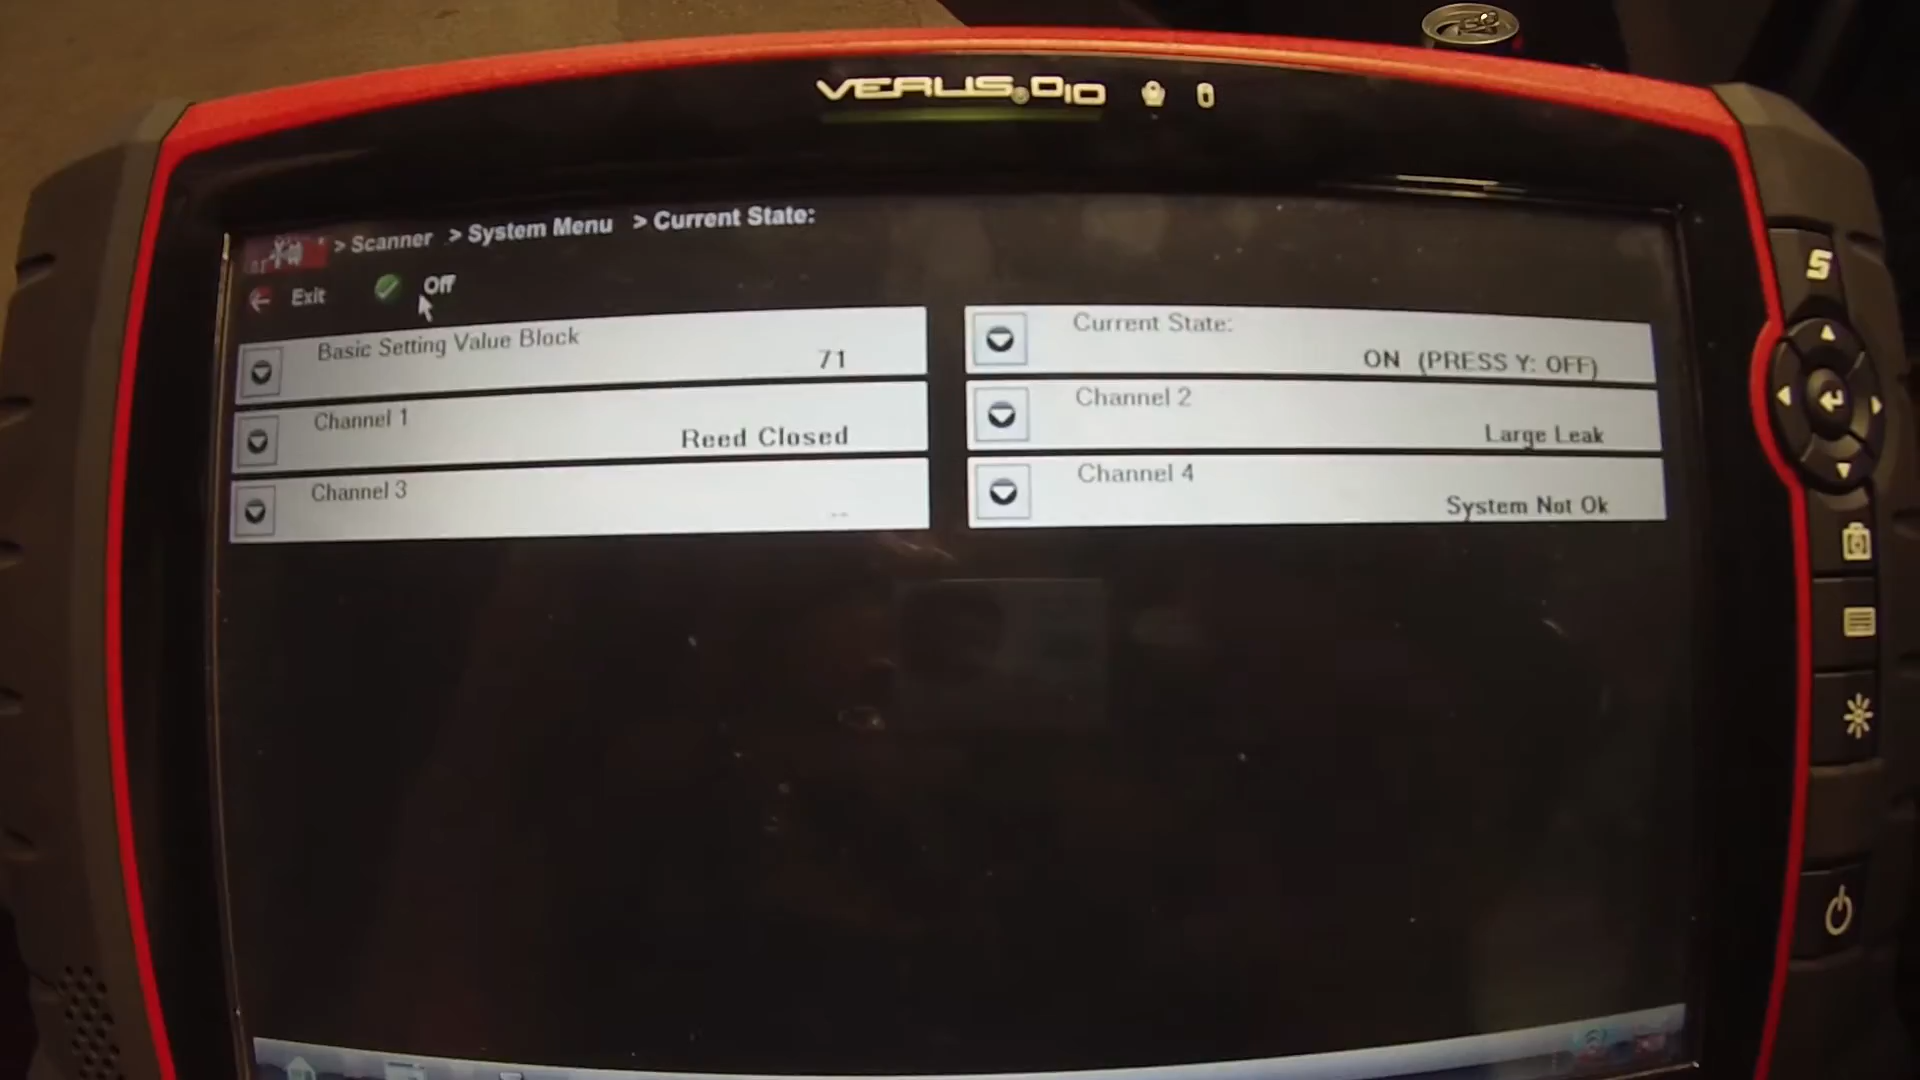 VERUS PRO
> Scanner > System Menu > Current State:
Exit Off
Basic Setting Value Block 71
Current State: ON (PRESS Y: OFF)
Channel 1 Reed Closed
Channel 2 Large Leak
Channel 3 --
Channel 4 System Not Ok
S